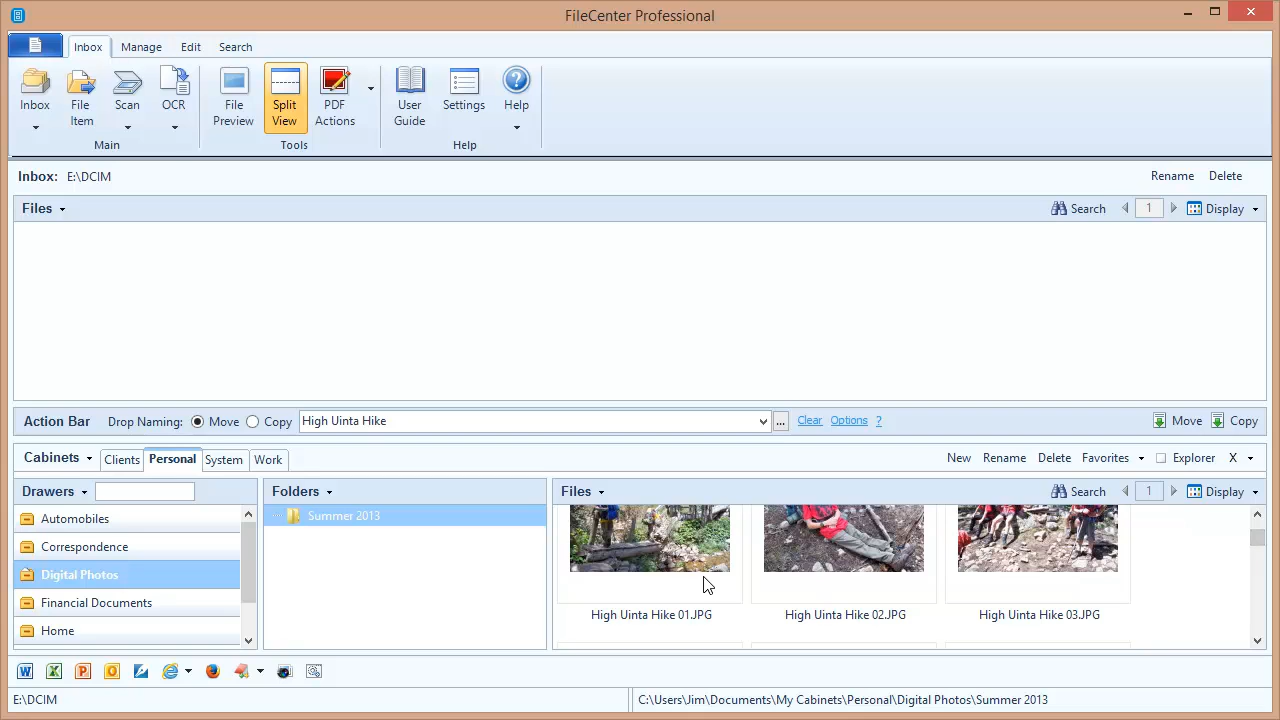 FileCenter Professional
Inbox Manage Edit Search
Inbox File Item Scan OCR File Preview Split View PDF Actions User Guide Settings Help
Main Tools Help
Inbox: E:\DCIM Rename Delete
Files Search 1 Display
Action Bar Drop Naming: Move Copy High Uinta Hike ... Clear Options ? Move Copy
Cabinets Clients Personal System Work New Rename Delete Favorites Explorer X
Drawers Folders Files Search 1 Display
Automobiles Summer 2013
Correspondence
Digital Photos
Financial Documents
High Uinta Hike 01.JPG High Uinta Hike 02.JPG High Uinta Hike 03.JPG
Home
E:\DCIM C:\Users\Jim\Documents\My Cabinets\Personal\Digital Photos\Summer 2013